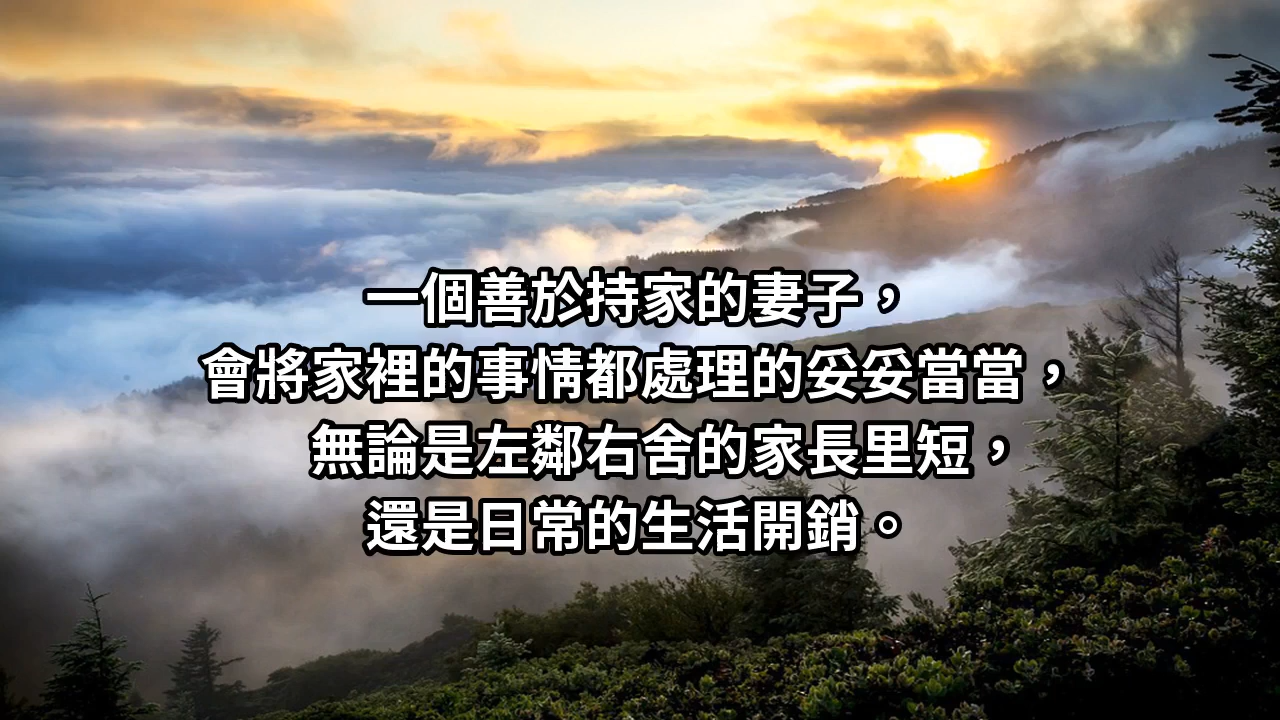 一個善於持家的妻子，
會將家裡的事情都處理的妥妥當當，
無論是左鄰右舍的家長里短，
還是日常的生活開銷。